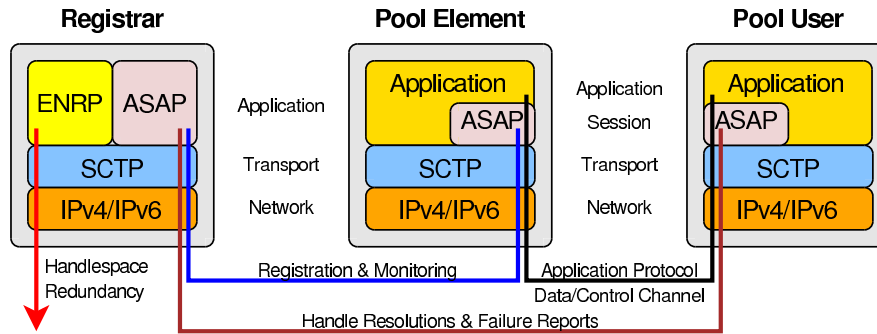 Registrar
Pool Element
Pool User
ENRP
ASAP
Application
Application
ASAP
Application
Session
Application
ASAP
SCTP
Transport
SCTP
Transport
SCTP
IPv4/IPv6
Network
IPv4/IPv6
Network
IPv4/IPv6
Handlespace
Redundancy
Registration & Monitoring
Application Protocol
Data/Control Channel
Handle Resolutions & Failure Reports